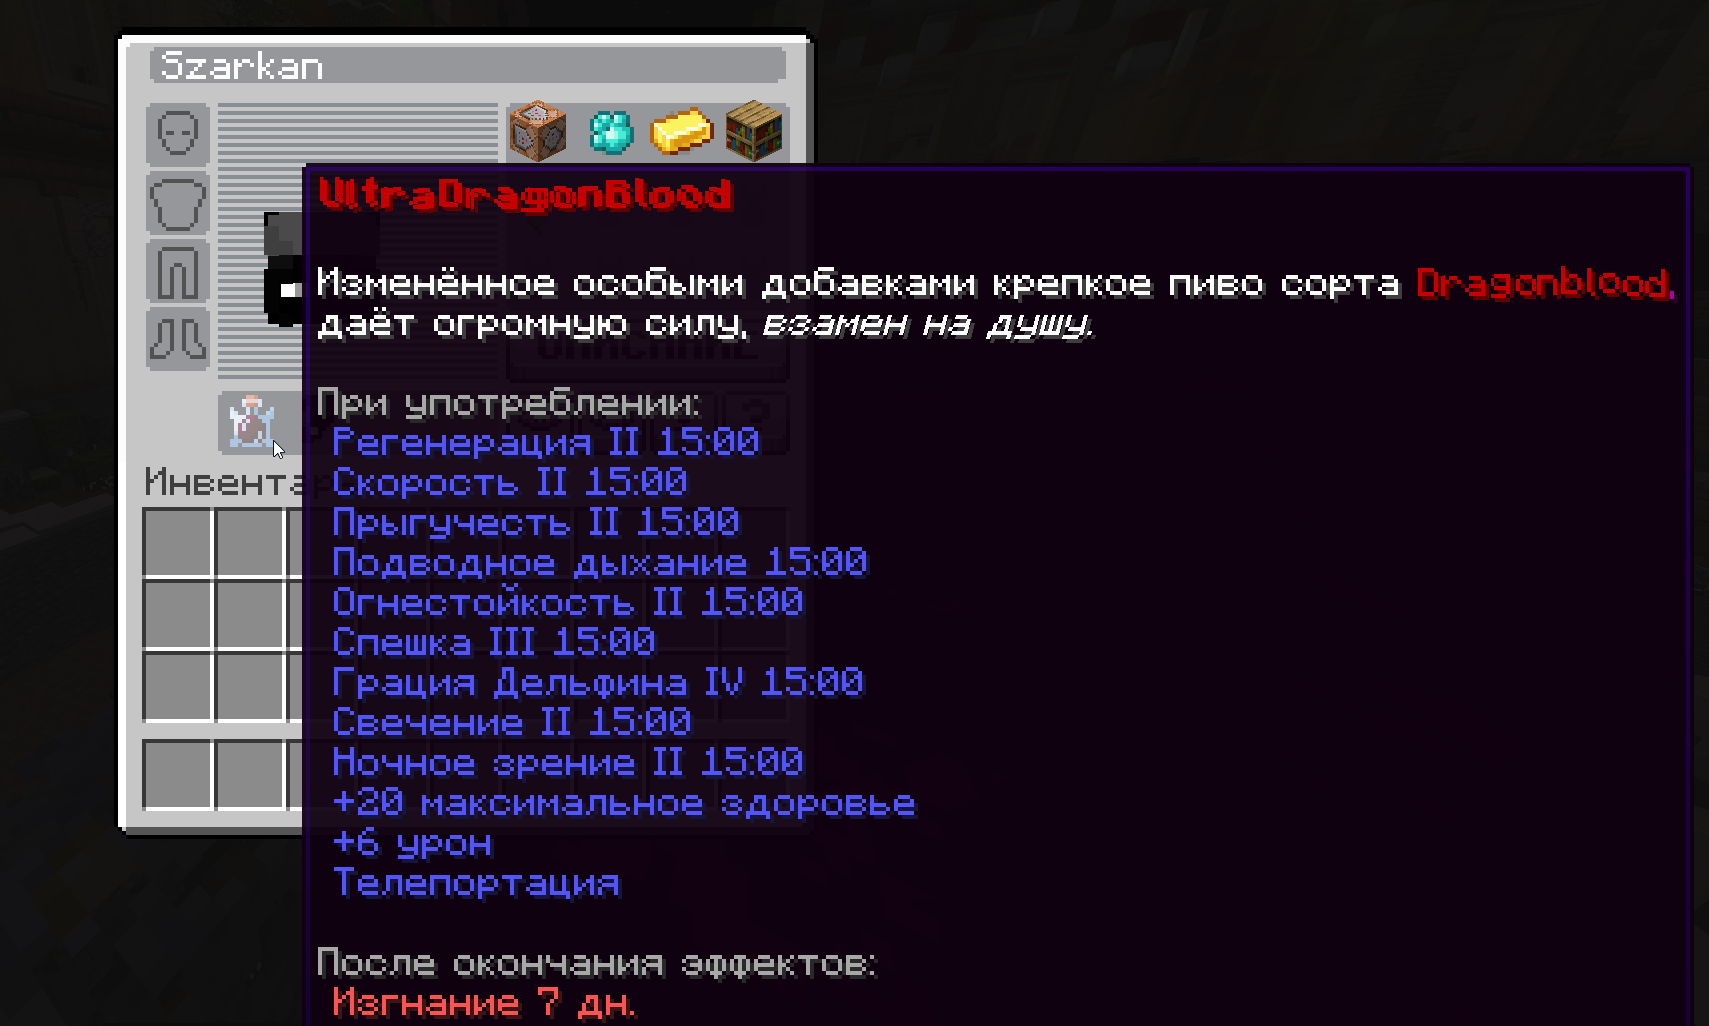 Szarkan
UltraDragonBlood
Изменённое особыми добавками крепкое пиво сорта Dragonblood,
даёт огромную силу, взамен на душу.
При употреблении:
Регенерация II 15:00
Инвента
Скорость II 15:00
Прыгучесть II 15:00
Подводное дыхание 15:00
Огнестойкость II 15:00
Спешка III 15:00
Грация Дельфина IV 15:00
Свечение II 15:00
Ночное зрение II 15:00
+20 максимальное здоровье
+6 урон
Телепортация
После окончания эффектов:
Изгнание 7 дн.